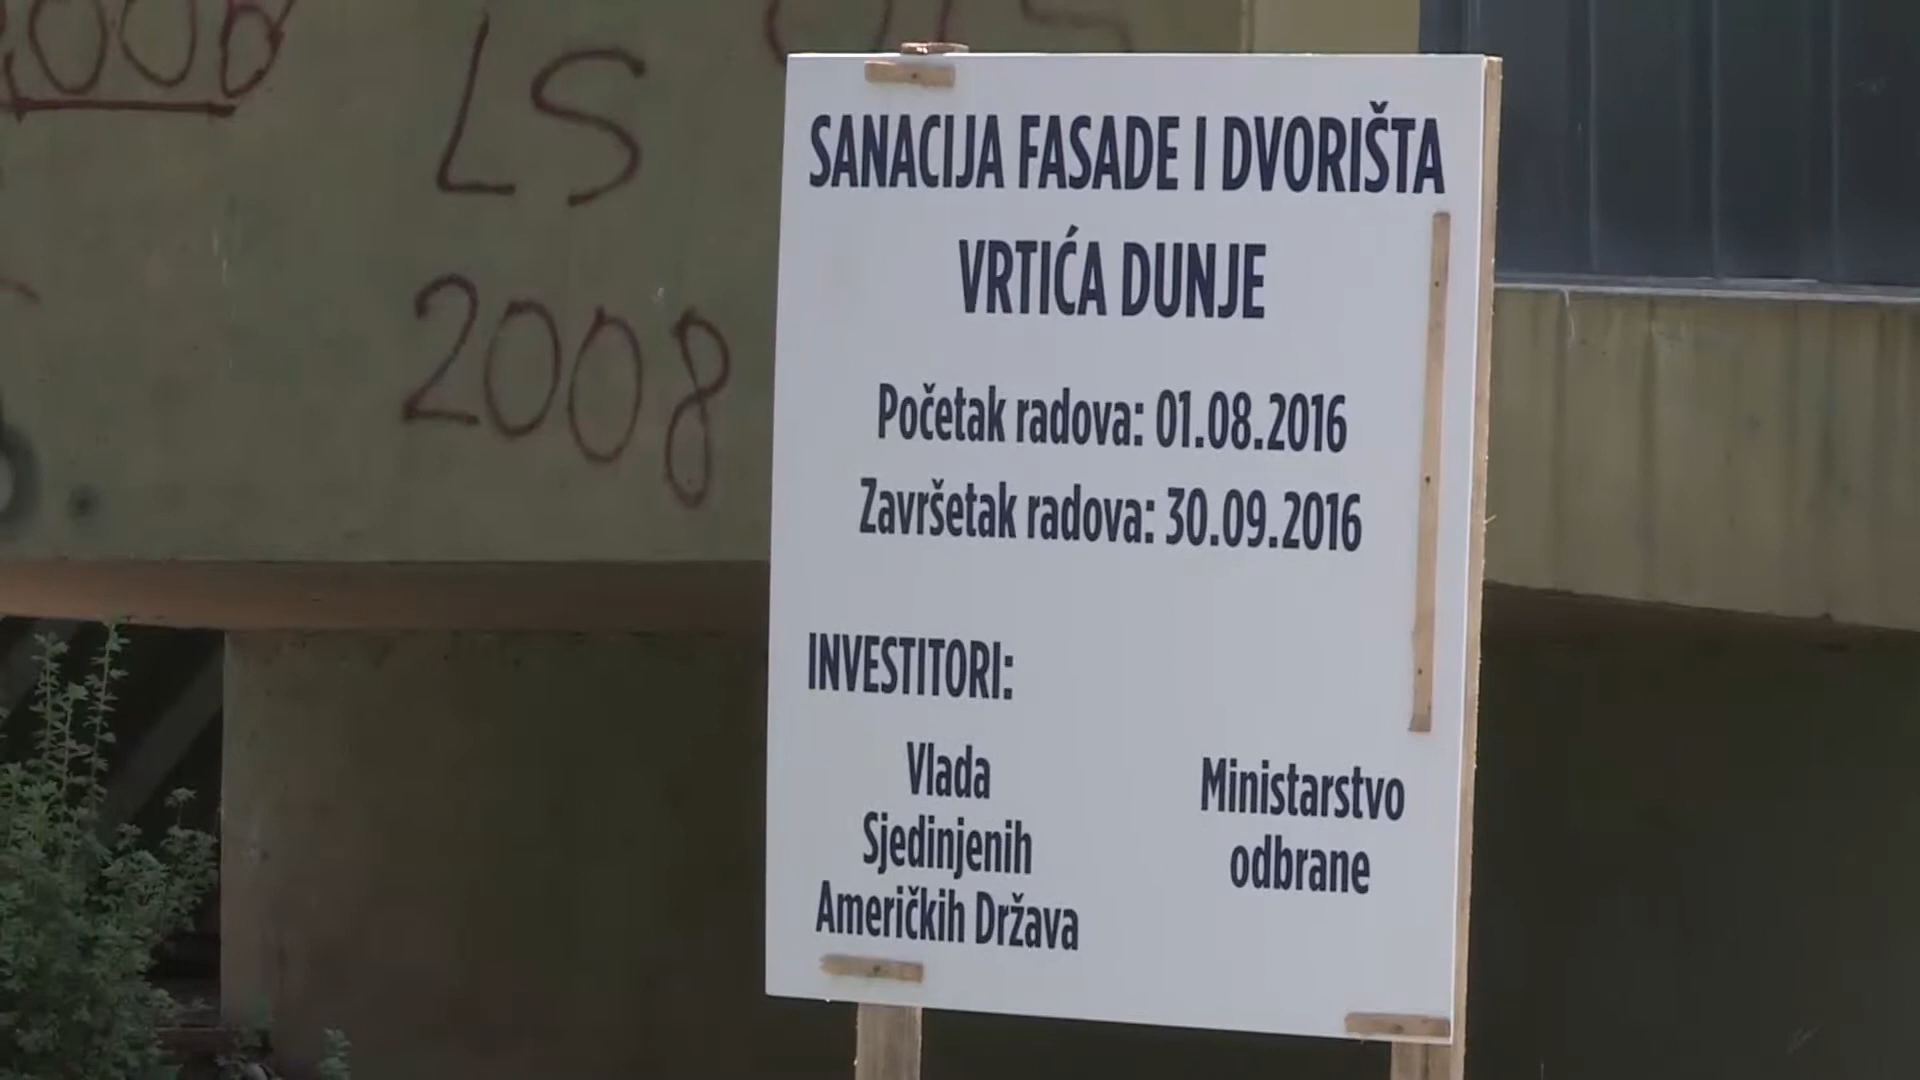 LS
2008
SANACIJA FASADE I DVORIŠTA
VRTIĆA DUNJE
Početak radova: 01.08.2016
Završetak radova: 30.09.2016
INVESTITORI:
Vlada
Sjedinjenih
Američkih Država
Ministarstvo
odbrane